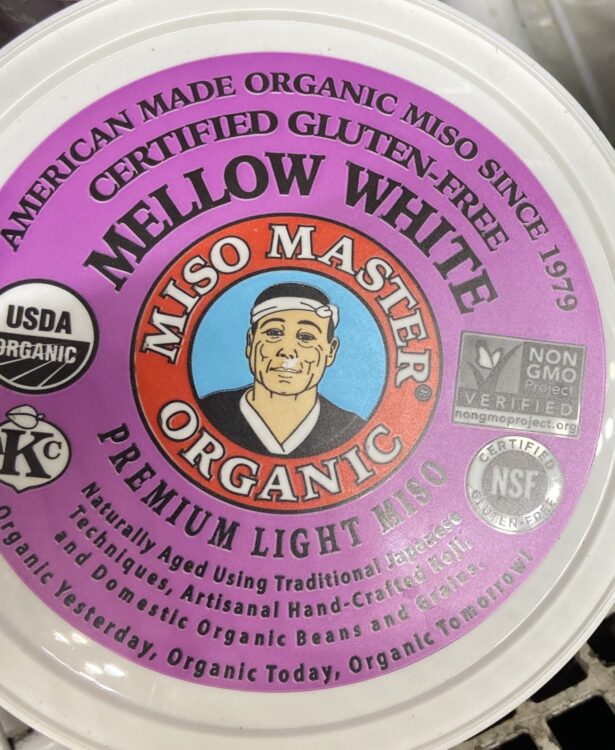 AMERICAN MADE ORGANIC MISO SINCE 1979
CERTIFIED GLUTEN-FREE
MELLOW WHITE
MISO MASTER®
ORGANIC
USDA
ORGANIC
NON
GMO
Project
VERIFIED
nongmoproject.org
KC
CERTIFIED
NSF
GLUTEN-FREE
PREMIUM LIGHT MISO
Naturally Aged Using Traditional Japanese
Techniques, Artisanal Hand-Crafted Koji,
and Domestic Organic Beans and Grains.
Organic Yesterday, Organic Today, Organic Tomorrow!